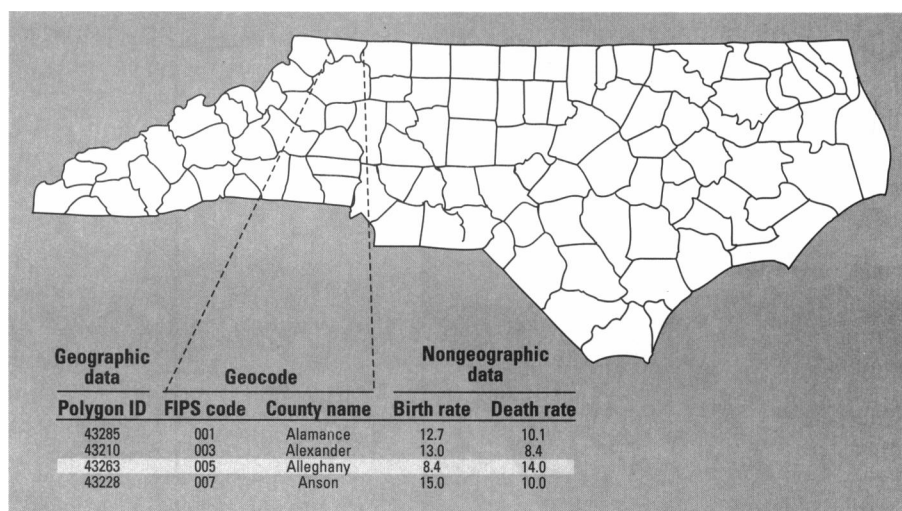 Geographic data
Geocode
Nongeographic data
Polygon ID FIPS code County name Birth rate Death rate
43285 001 Alamance 12.7 10.1
43210 003 Alexander 13.0 8.4
43263 005 Alleghany 8.4 14.0
43228 007 Anson 15.0 10.0